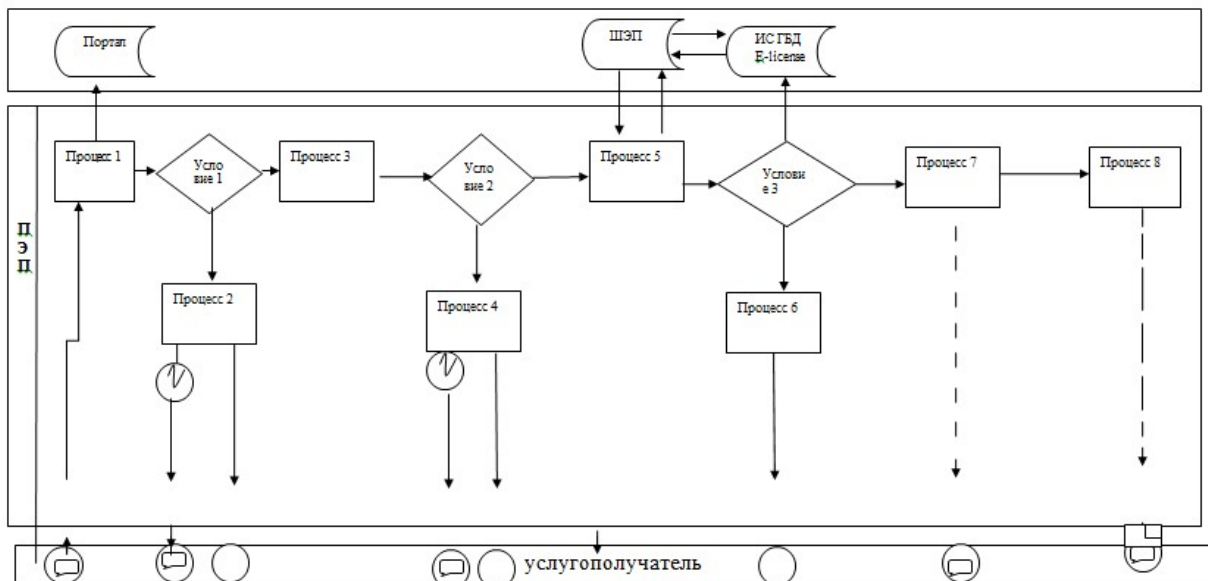 Портал
ШЭП
ИС ГБД
E-license
Процесс 1
Усло
вие 1
Процесс 3
Усло
вие 2
Процесс 5
Услови
е 3
Процесс 7
Процесс 8
П
Э
П
Процесс 2
Процесс 4
Процесс 6
услугополучатель